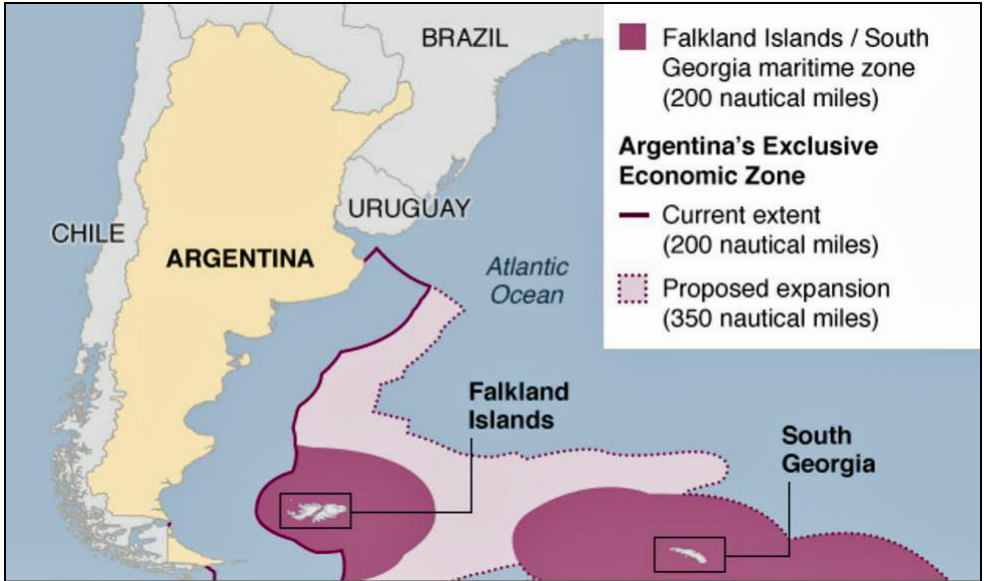 BRAZIL
URUGUAY
CHILE
ARGENTINA
Atlantic
Ocean
Falkland
Islands
South
Georgia
Falkland Islands / South
Georgia maritime zone
(200 nautical miles)
Argentina's Exclusive
Economic Zone
Current extent
(200 nautical miles)
Proposed expansion
(350 nautical miles)